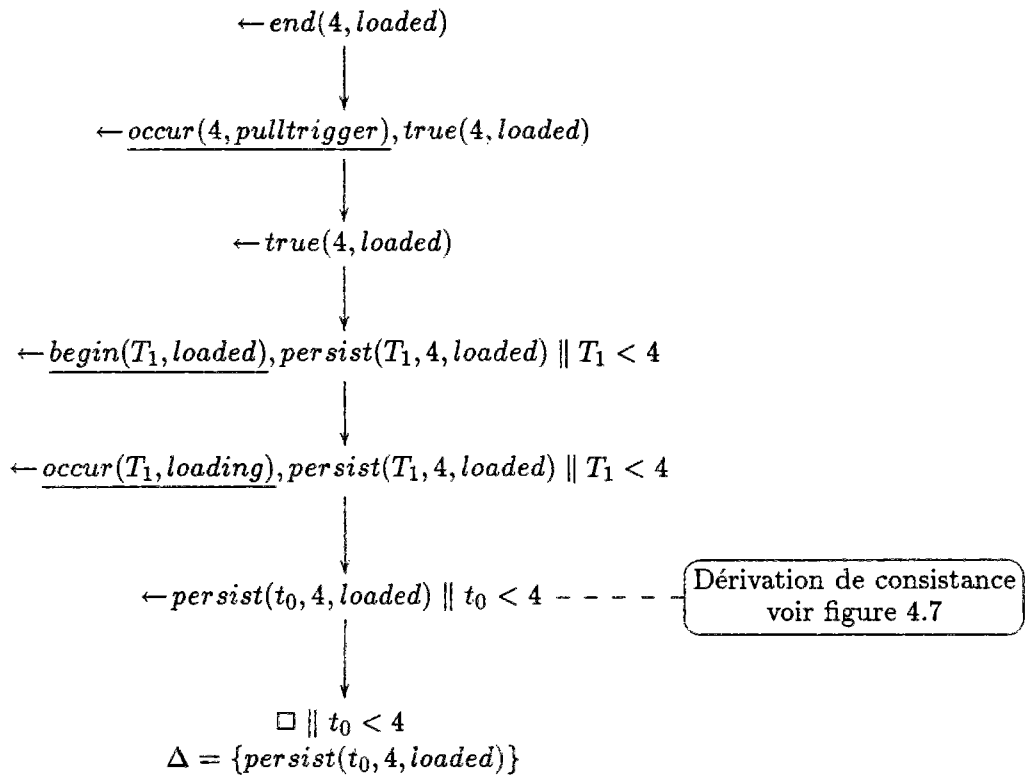 ← end(4, loaded)
← occur(4, pulltrigger), true(4, loaded)
← true(4, loaded)
← begin(T₁, loaded), persist(T₁, 4, loaded) ∥ T₁ < 4
← occur(T₁, loading), persist(T₁, 4, loaded) ∥ T₁ < 4
← persist(t₀, 4, loaded) ∥ t₀ < 4
Dérivation de consistance
voir figure 4.7
□ ∥ t₀ < 4
Δ = {persist(t₀, 4, loaded)}